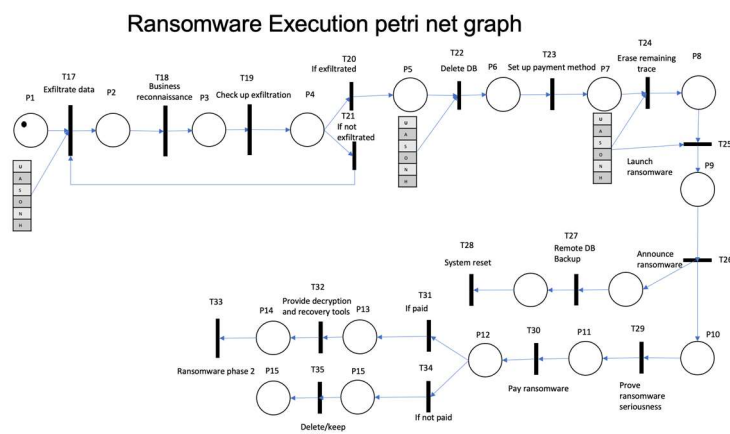 Ransomware Execution petri net graph
T17
Exfiltrate data
P1
P2
T18
Business
reconnaissance
P3
T19
Check up exfiltration
P4
T20
If exfiltrated
T21
If not
exfiltrated
P5
T22
Delete DB
P6
T23
Set up payment method
P7
T24
Erase remaining
trace
P8
U
A
S
O
N
H
U
A
S
O
N
H
U
A
S
O
N
H
T25
Launch
ransomware
P9
T26
Announce
ransomware
T27
Remote DB
Backup
T28
System reset
P10
T29
Prove
ransomware
seriousness
P11
T30
Pay ransomware
P12
T31
If paid
P13
T32
Provide decryption
and recovery tools
P14
T33
Ransomware phase 2
T34
If not paid
P15
T35
Delete/keep
P15